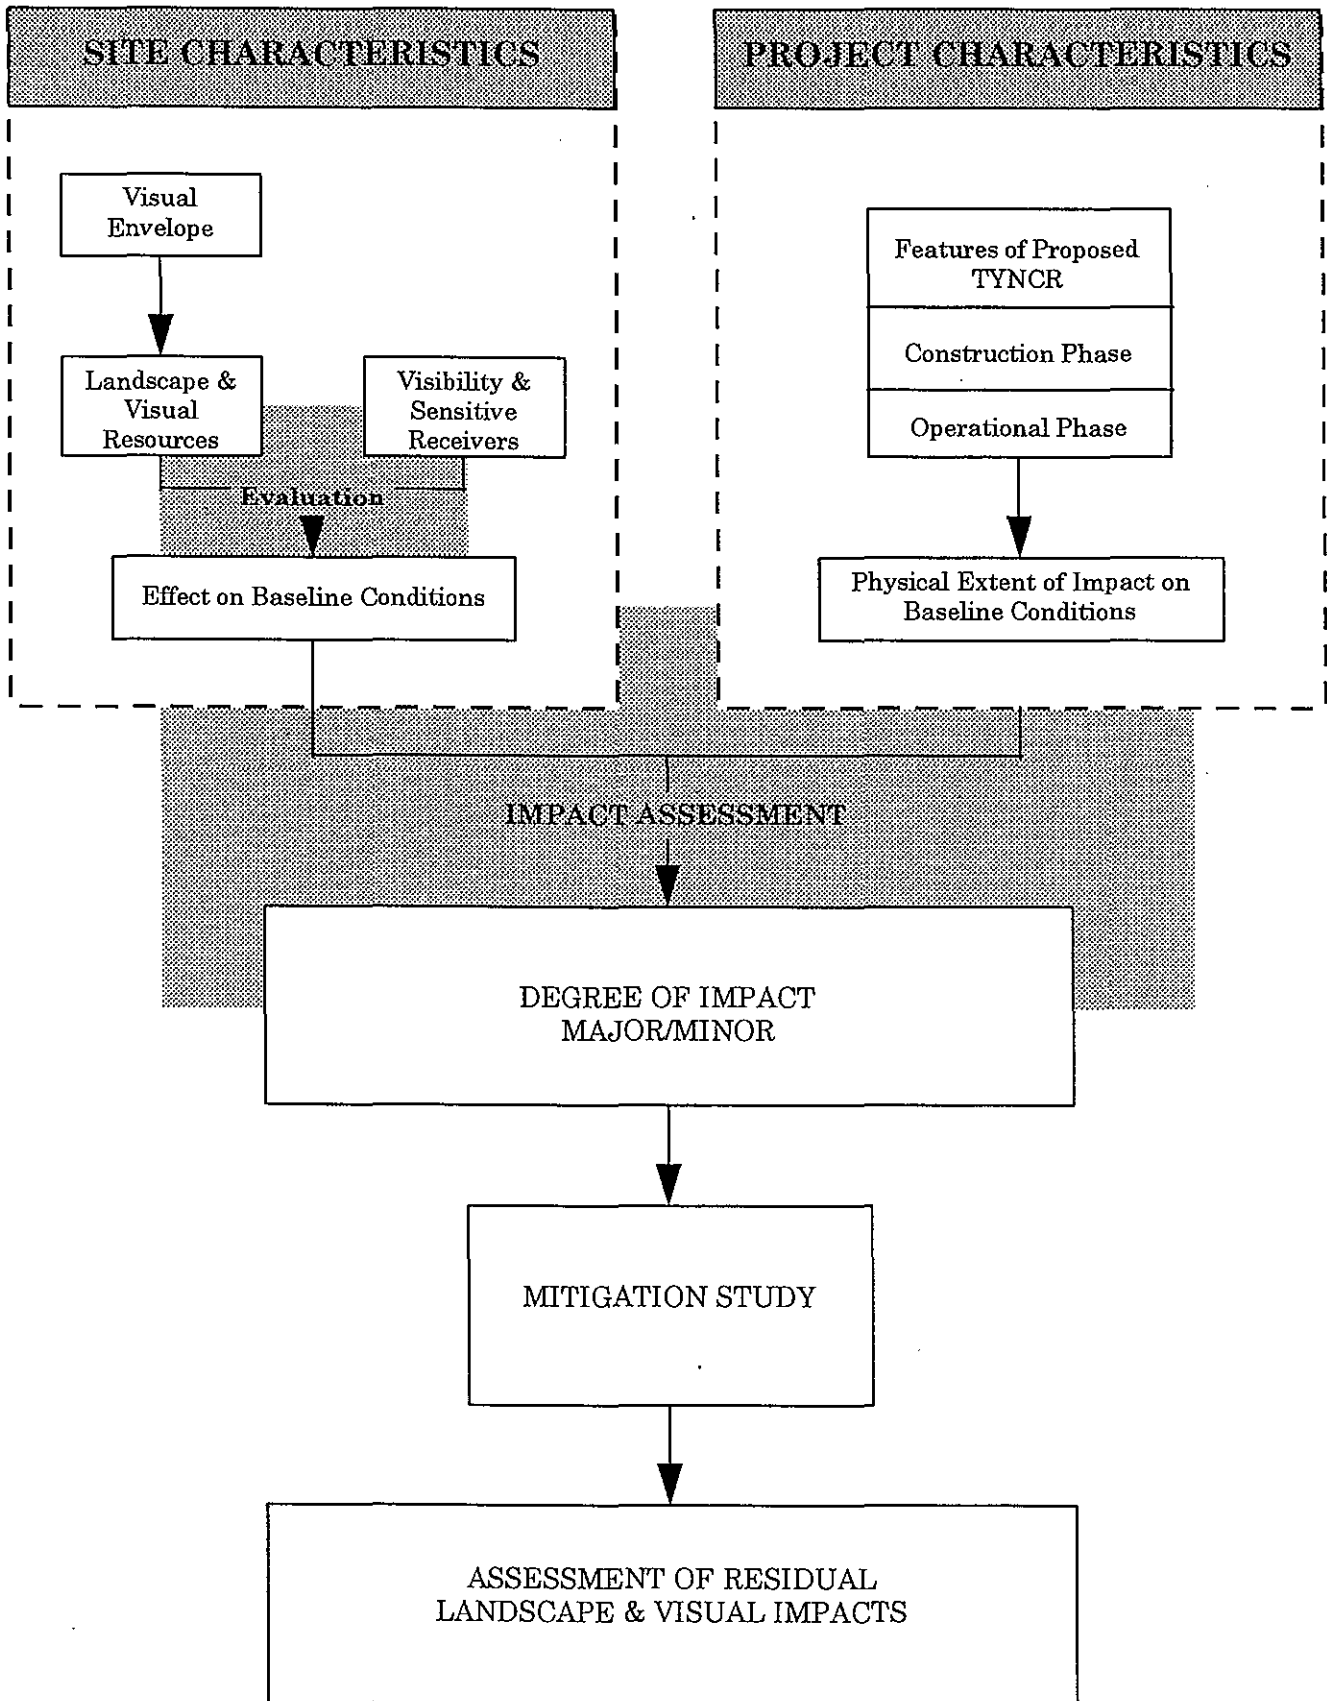 SITE CHARACTERISTICS
PROJECT CHARACTERISTICS
Visual
Envelope
Landscape &
Visual
Resources
Visibility &
Sensitive
Receivers
Evaluation
Effect on Baseline Conditions
Features of Proposed
TYNCR
Construction Phase
Operational Phase
Physical Extent of Impact on
Baseline Conditions
IMPACT ASSESSMENT
DEGREE OF IMPACT
MAJOR/MINOR
MITIGATION STUDY
ASSESSMENT OF RESIDUAL
LANDSCAPE & VISUAL IMPACTS